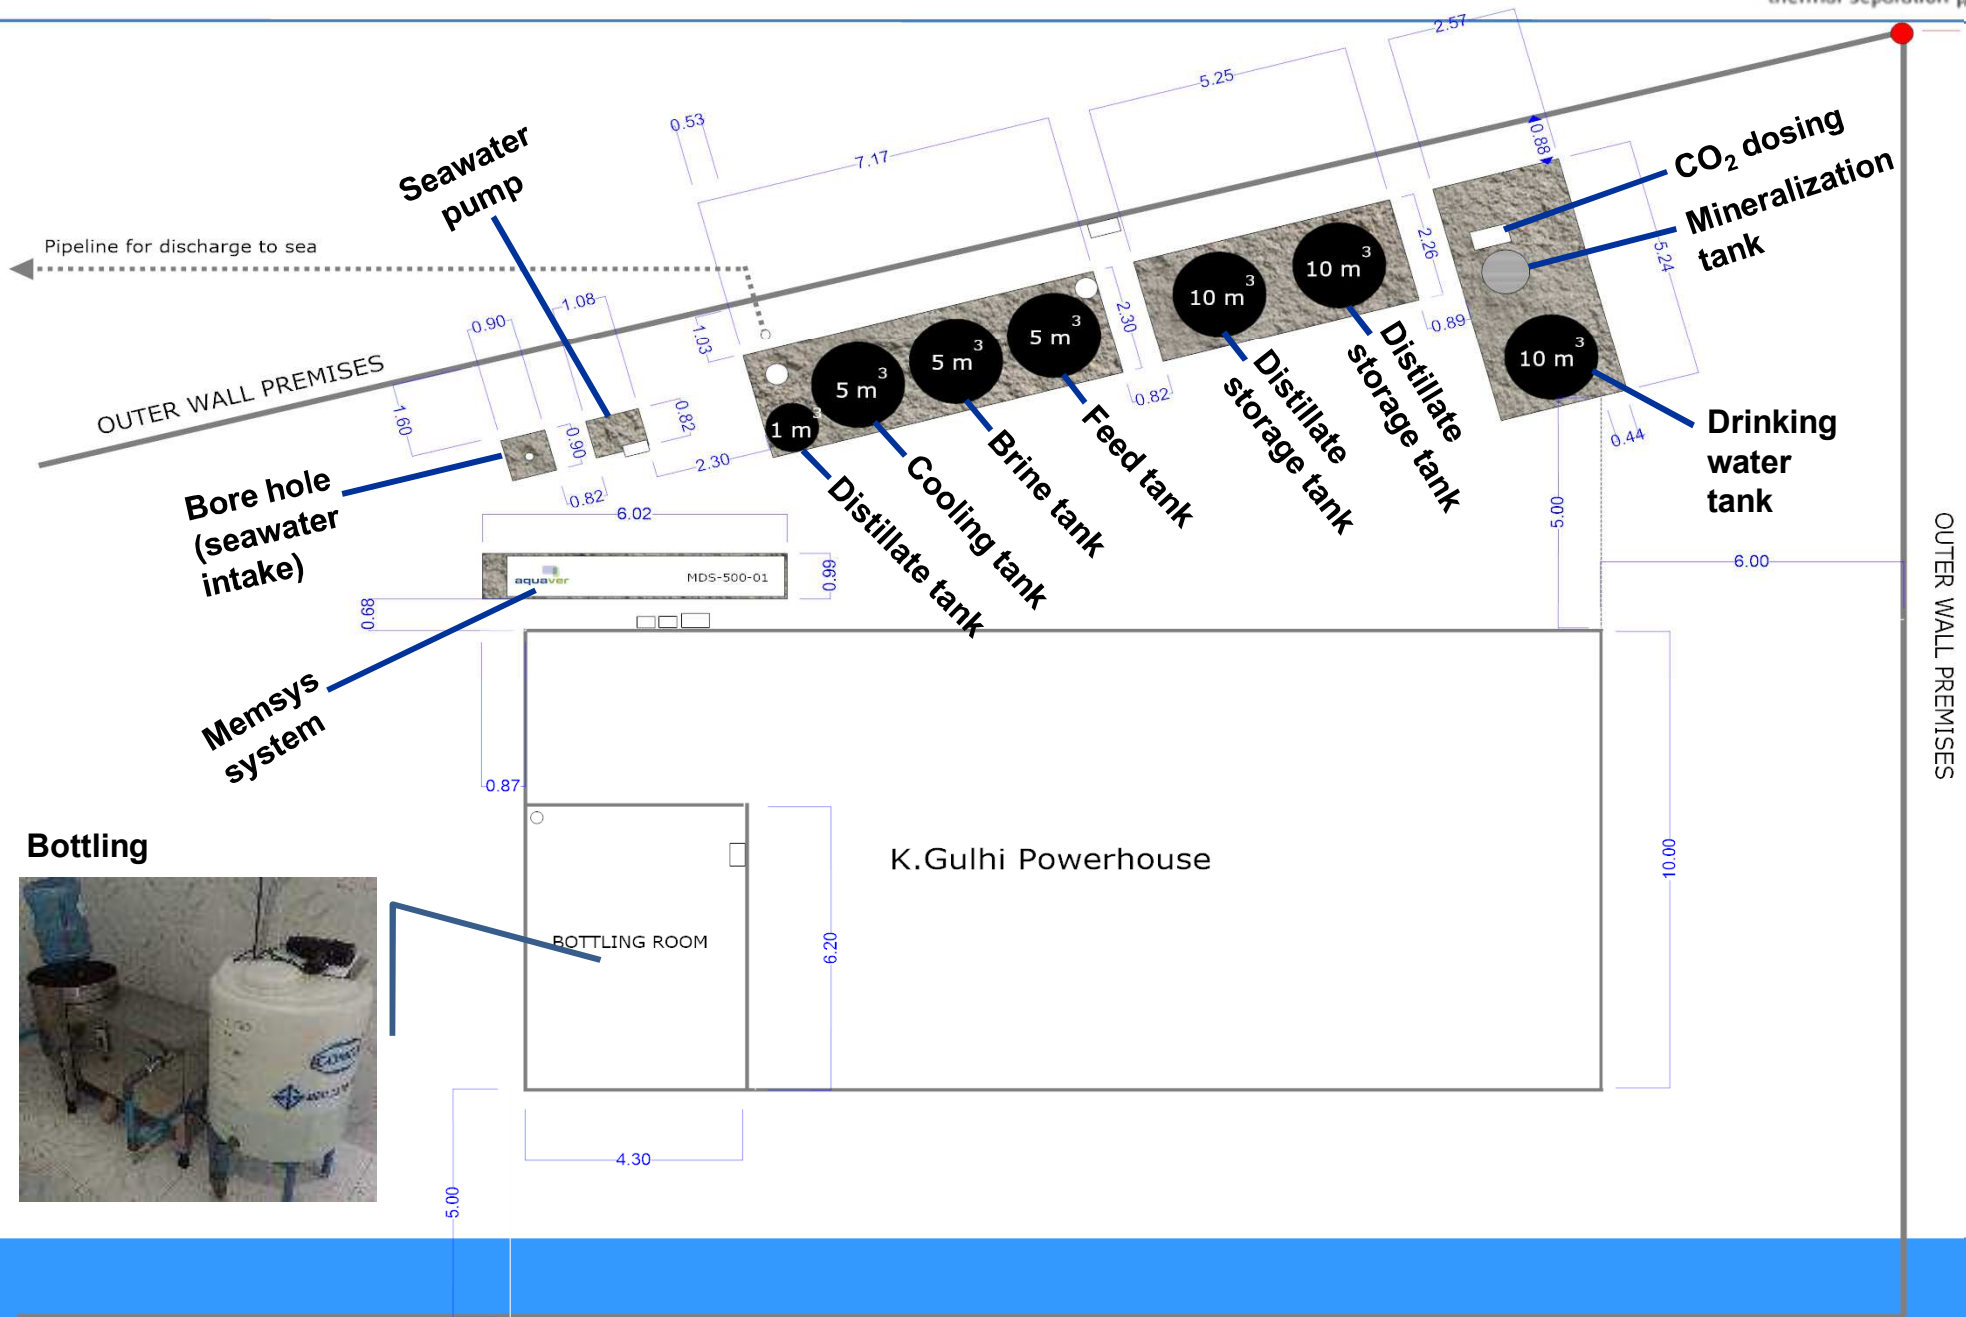 thermal separation
2.57
5.25
0.53
7.17
0.88
CO2 dosing
Mineralization
tank
Seawater
pump
Pipeline for discharge to sea
10 m3
10 m3
2.26
5.24
1.08
0.90
1.03
5 m3
5 m3
5 m3
2.30
0.89
10 m3
OUTER WALL PREMISES
1.60
0.90
0.82
1 m3
0.82
0.44
2.30
0.82
Bore hole
(seawater
intake)
Distillate tank
Cooling tank
Brine tank
Feed tank
Distillate
storage tank
Distillate
storage tank
Drinking
water
tank
6.02
5.00
6.00
OUTER WALL PREMISES
aquaver
MDS-500-01
0.99
0.68
Memsys
system
0.87
Bottling
K.Gulhi Powerhouse
10.00
BOTTLING ROOM
6.20
4.30
5.00